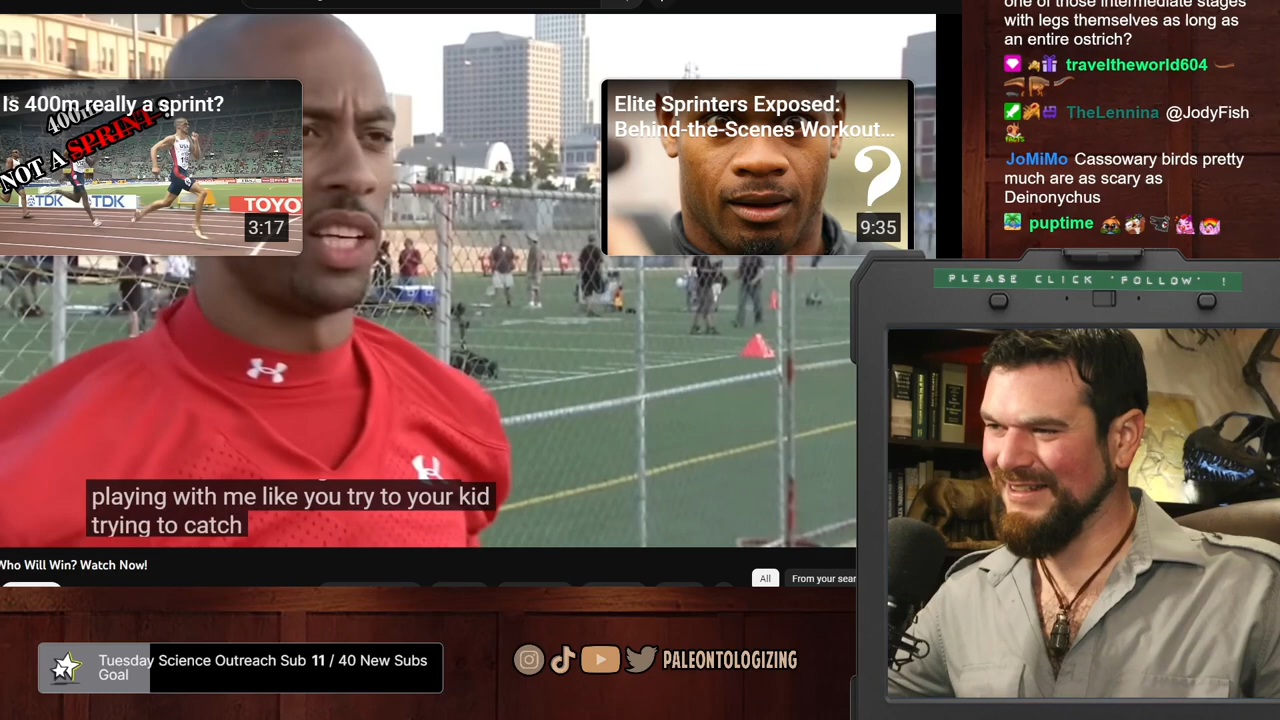 one of those intermediate stages
with legs themselves as long as
an entire ostrich?
traveltheworld604
TheLennina @JodyFish
JoMiMo Cassowary birds pretty
much are as scary as
Deinonychus
puptime
Is 400m really a sprint?
400m
NOT A SPRINT
TDK TDK
TOYO
3:17
Elite Sprinters Exposed:
Behind-the-Scenes Workout...
?
9:35
PLEASE CLICK "FOLLOW" !
playing with me like you try to your kid
trying to catch
Who Will Win? Watch Now!
All
From your sear
Tuesday Science Outreach Sub 11 / 40 New Subs
Goal
PALEONTOLOGIZING